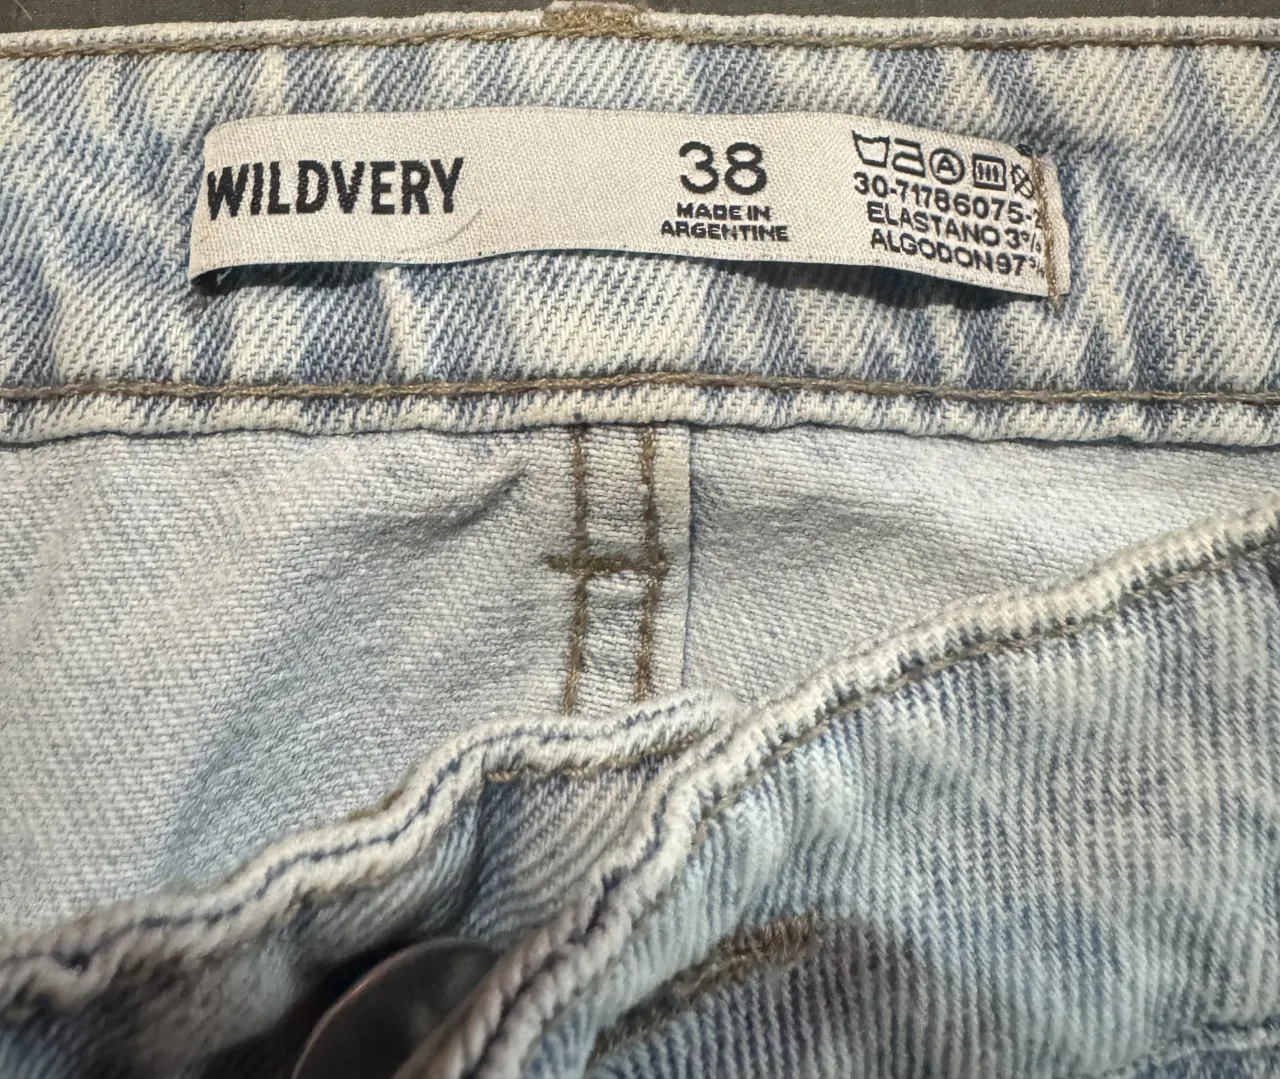 WILDVERY
38
MADE IN
ARGENTINE
A
30-71786075-
ELASTANO 3%
ALGODON 97%